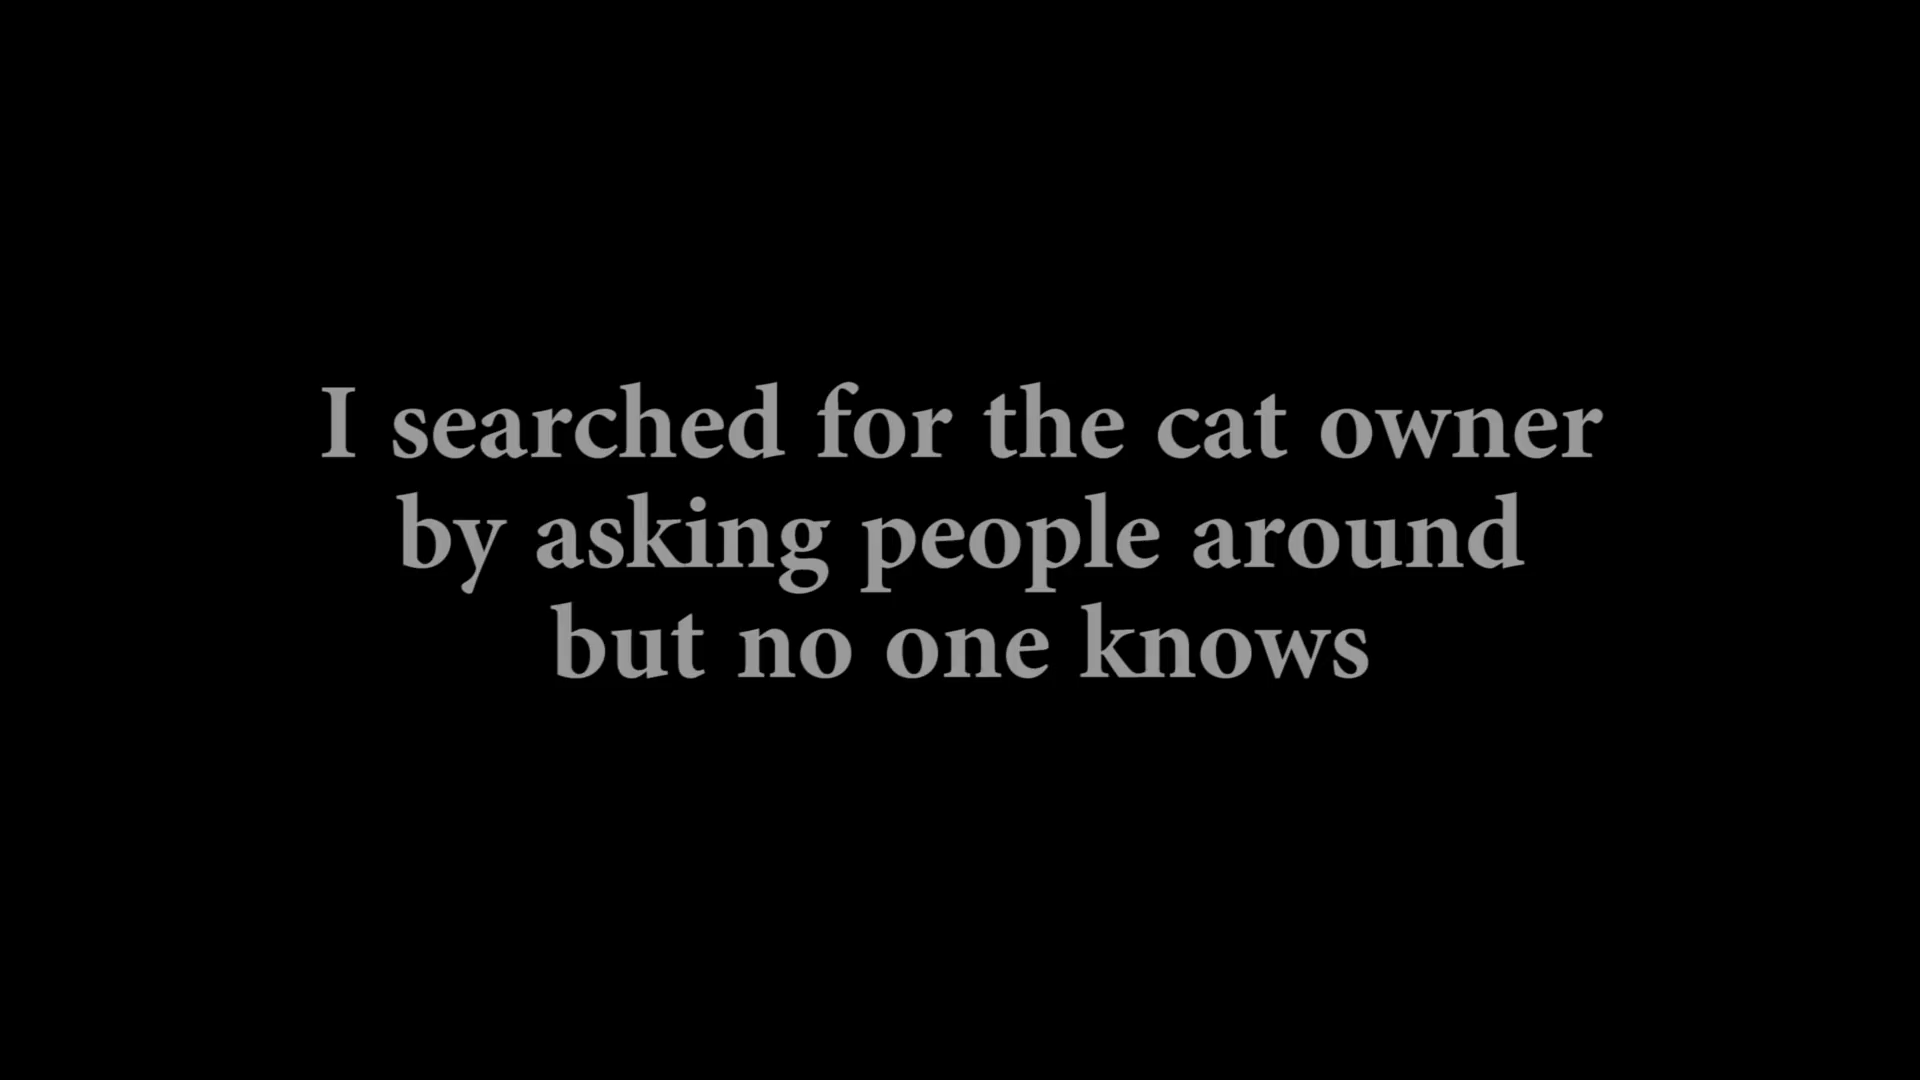 I searched for the cat owner
by asking people around
but no one knows